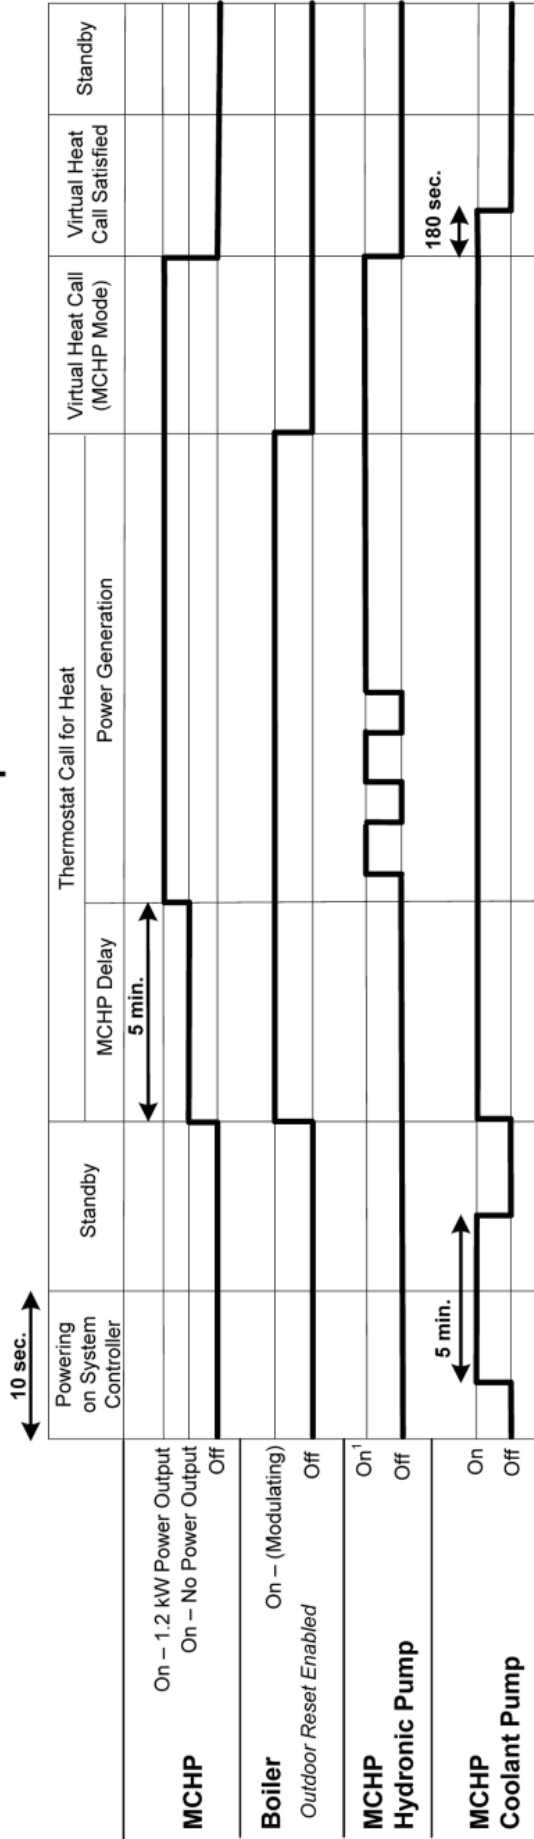 10 sec.
Powering
on System
Controller
Standby
Thermostat Call for Heat
MCHP Delay
Power Generation
Virtual Heat Call
(MCHP Mode)
Virtual Heat
Call Satisfied
Standby
MCHP
On – 1.2 kW Power Output
On – No Power Output
Off
5 min.
Boiler
Outdoor Reset Enabled
On – (Modulating)
Off
MCHP
Hydronic Pump
On¹
Off
MCHP
Coolant Pump
On
Off
5 min.
180 sec.